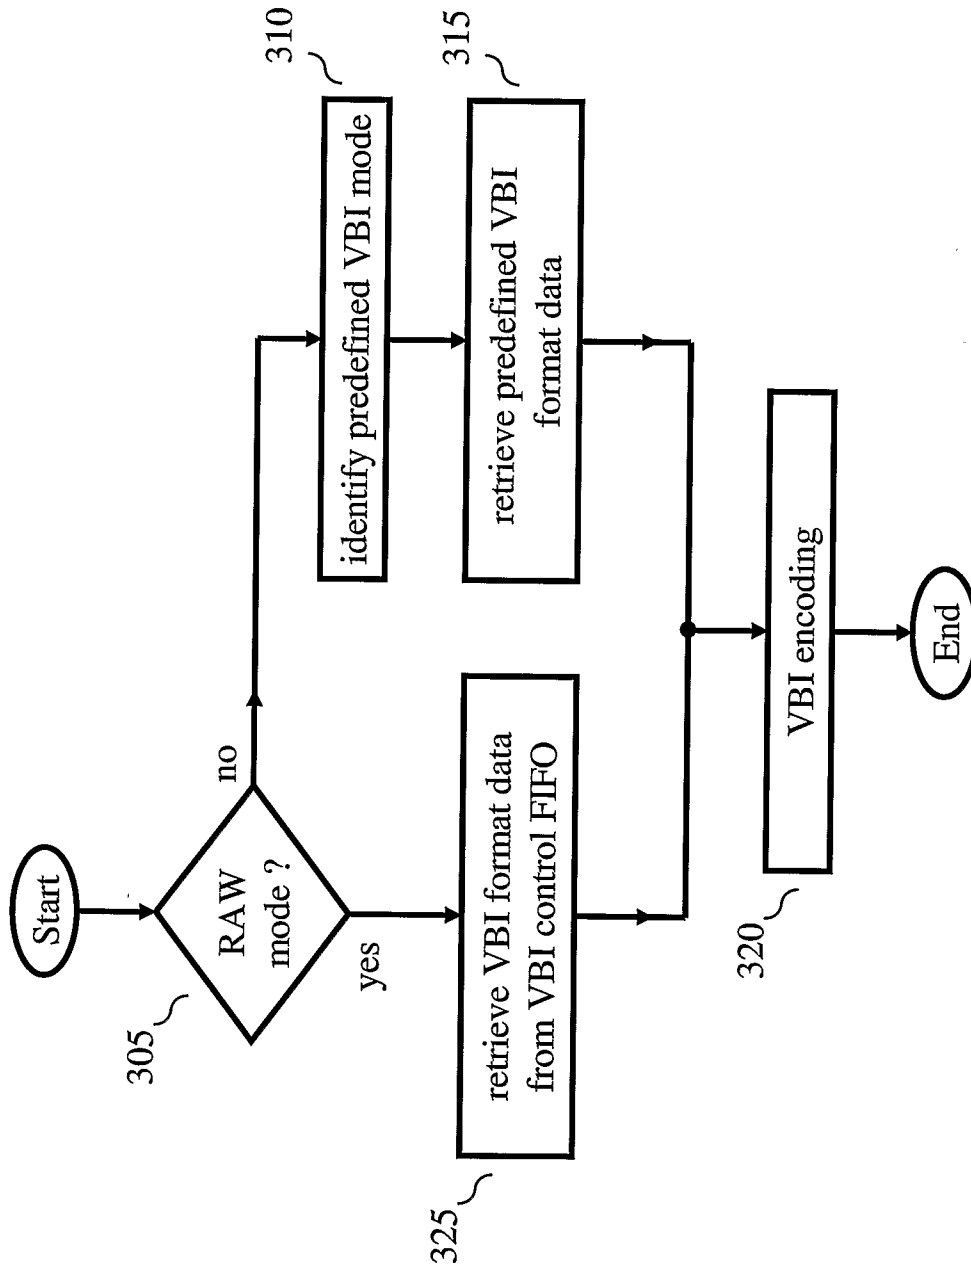 Start
305
RAW
mode ?
no
yes
310
identify predefined VBI mode
315
retrieve predefined VBI
format data
325
retrieve VBI format data
from VBI control FIFO
320
VBI encoding
End